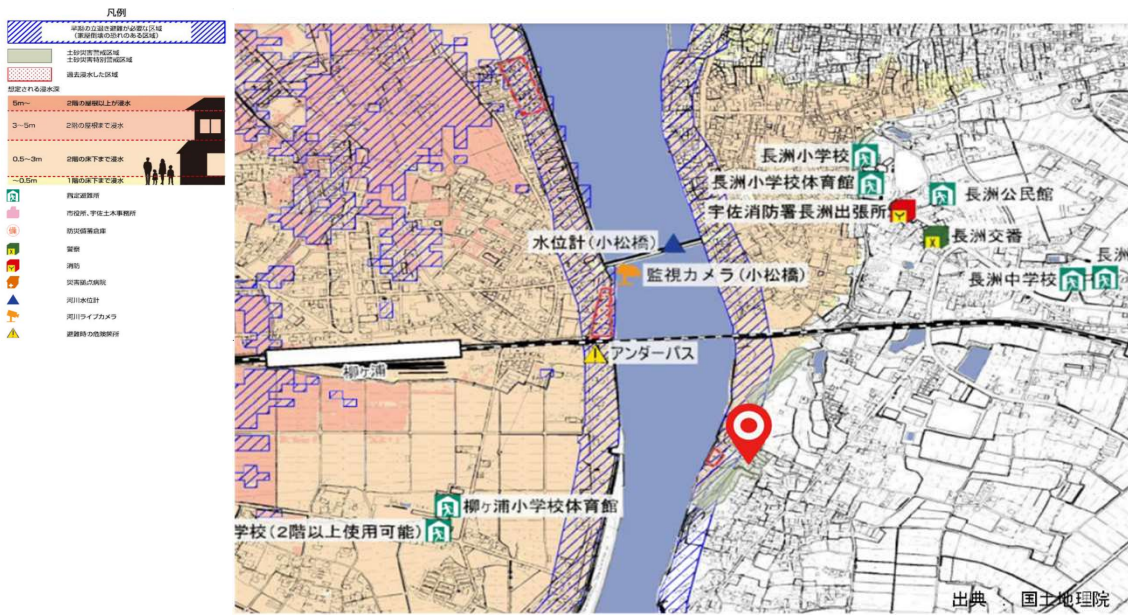 凡例
早期の立退き避難が必要な区域
(家屋倒壊の恐れのある区域)
土砂災害警戒区域
土砂災害特別警戒区域
過去浸水した区域
想定される浸水深
5m~ 2階の屋根以上が浸水
3~5m 2階の屋根まで浸水
0.5~3m 2階の床下まで浸水
~0.5m 1階の床下まで浸水
指定避難所
市役所、宇佐土木事務所
防災備蓄倉庫
警察
消防
災害拠点病院
河川水位計
河川ライブカメラ
避難時の危険箇所
長洲小学校
長洲小学校体育館
長洲公民館
宇佐消防署長洲出張所
長洲交番
水位計(小松橋)
監視カメラ(小松橋)
長洲
長洲中学校
アンダーパス
柳ヶ浦
柳ヶ浦小学校体育館
学校(2階以上使用可能)
出典 : 国土地理院